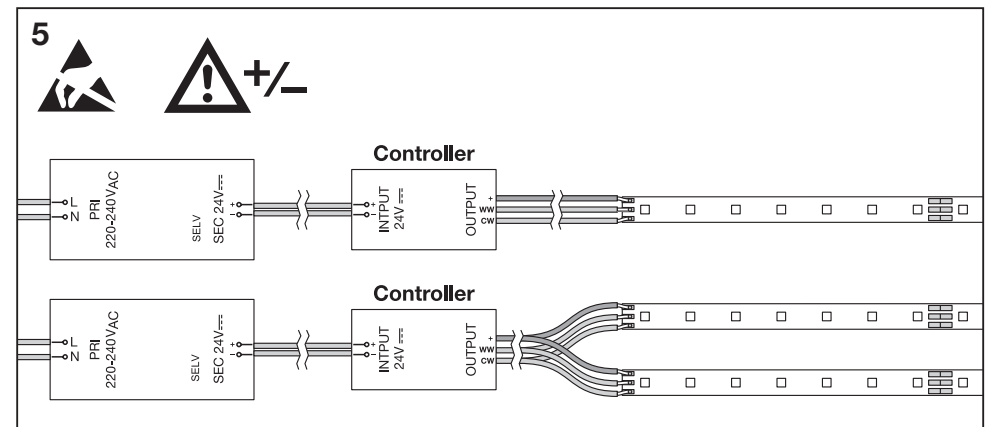 5
+/–
Controller
L
N
PRI
220-240VAC
SELV
SEC 24V
+
–
+
–
INTPUT
24V
OUTPUT
+
WW
CW
Controller
L
N
PRI
220-240VAC
SELV
SEC 24V
+
–
+
–
INTPUT
24V
OUTPUT
+
WW
CW